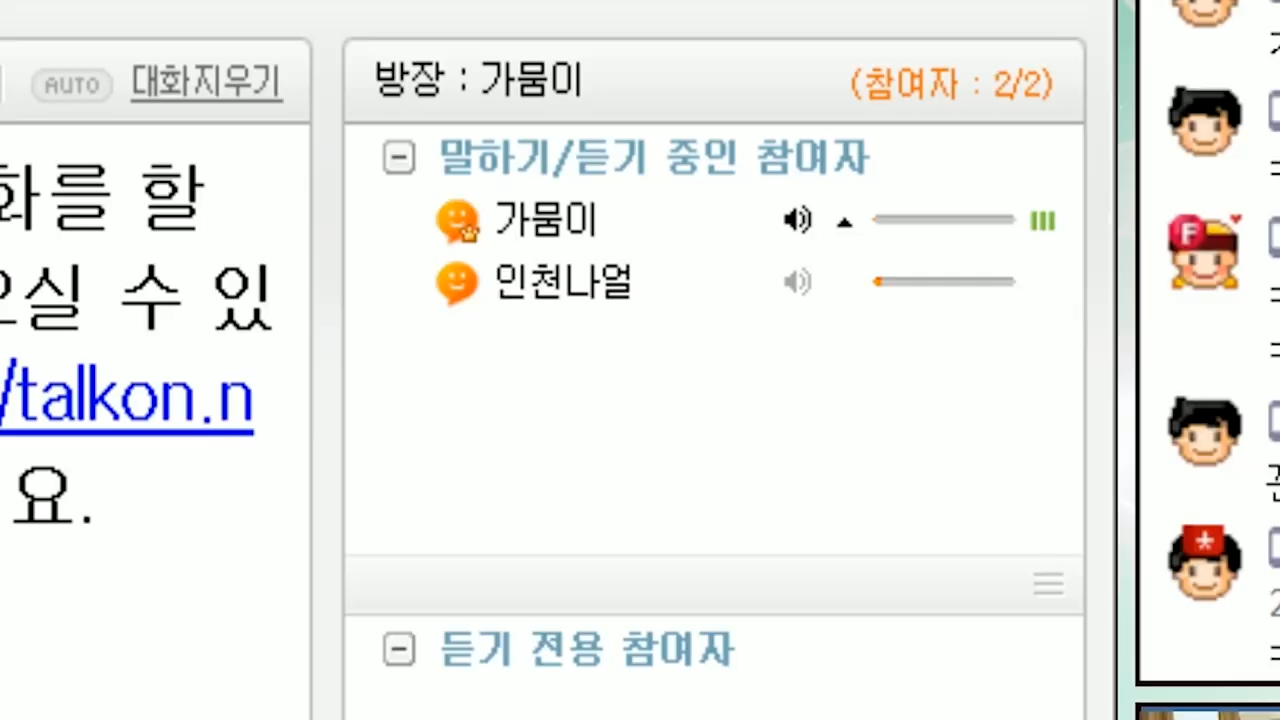 AUTO 대화지우기
방장 : 가뭄이 (참여자 : 2/2)
말하기/듣기 중인 참여자
가뭄이
인천나얼
듣기 전용 참여자
화를 할
으실 수 있
/talkon.n
요.
F